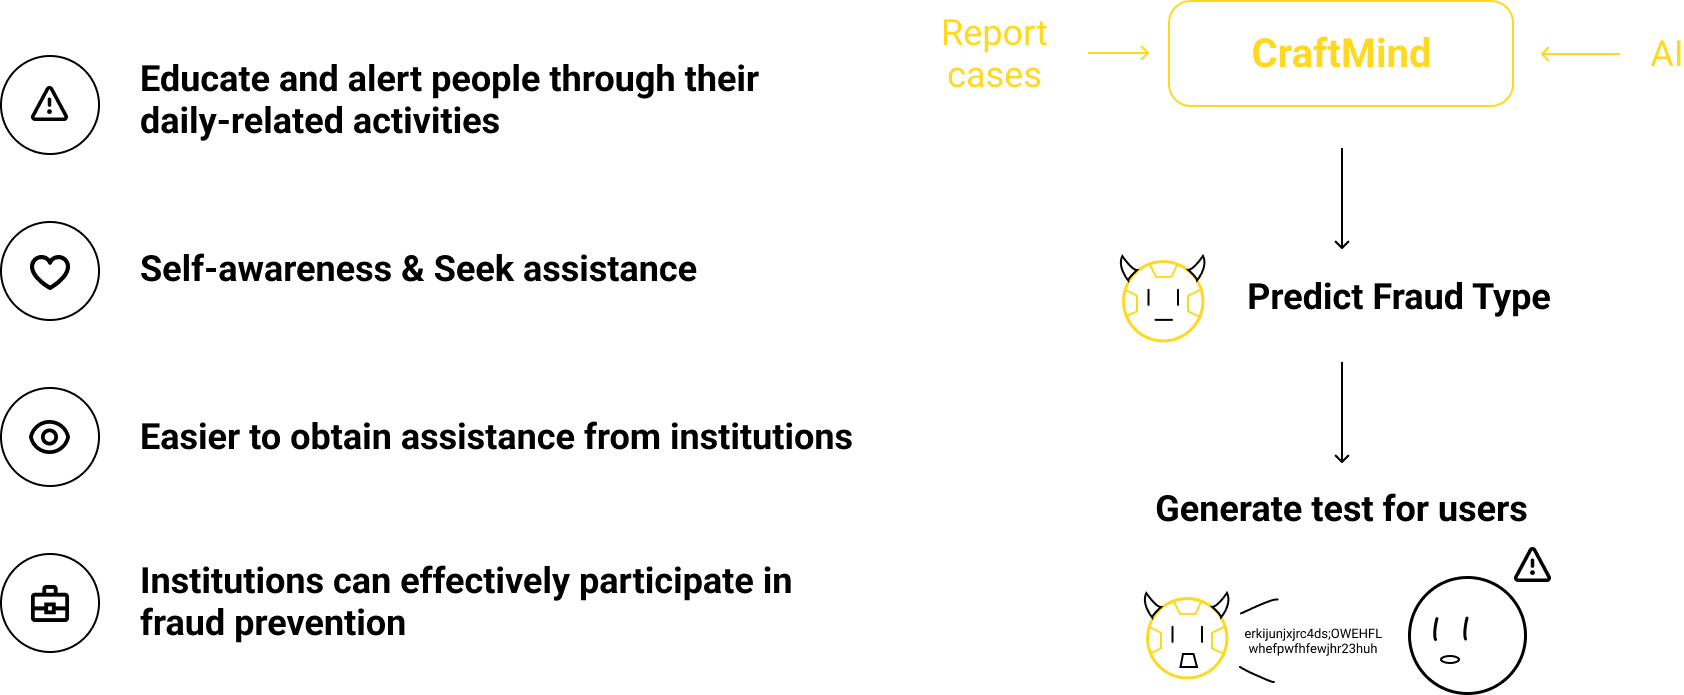 Educate and alert people through their
daily-related activities
Self-awareness & Seek assistance
Easier to obtain assistance from institutions
Institutions can effectively participate in
fraud prevention
Report
cases
CraftMind
AI
Predict Fraud Type
Generate test for users
erkijunjxjrc4ds;OWEHFL
whefpwfhfewjhr23huh